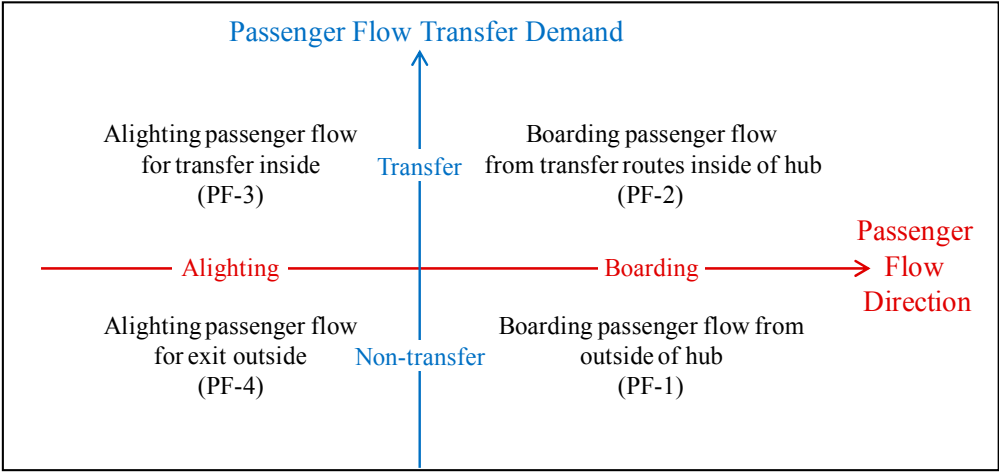 Passenger Flow Transfer Demand
Alighting passenger flow
for transfer inside
(PF-3)
Transfer
Boarding passenger flow
from transfer routes inside of hub
(PF-2)
Alighting
Boarding
Passenger
Flow
Direction
Alighting passenger flow
for exit outside
(PF-4)
Non-transfer
Boarding passenger flow from
outside of hub
(PF-1)